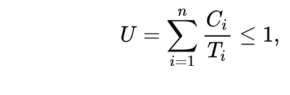 U = \sum_{i=1}^{n} \frac{C_i}{T_i} \leq 1,